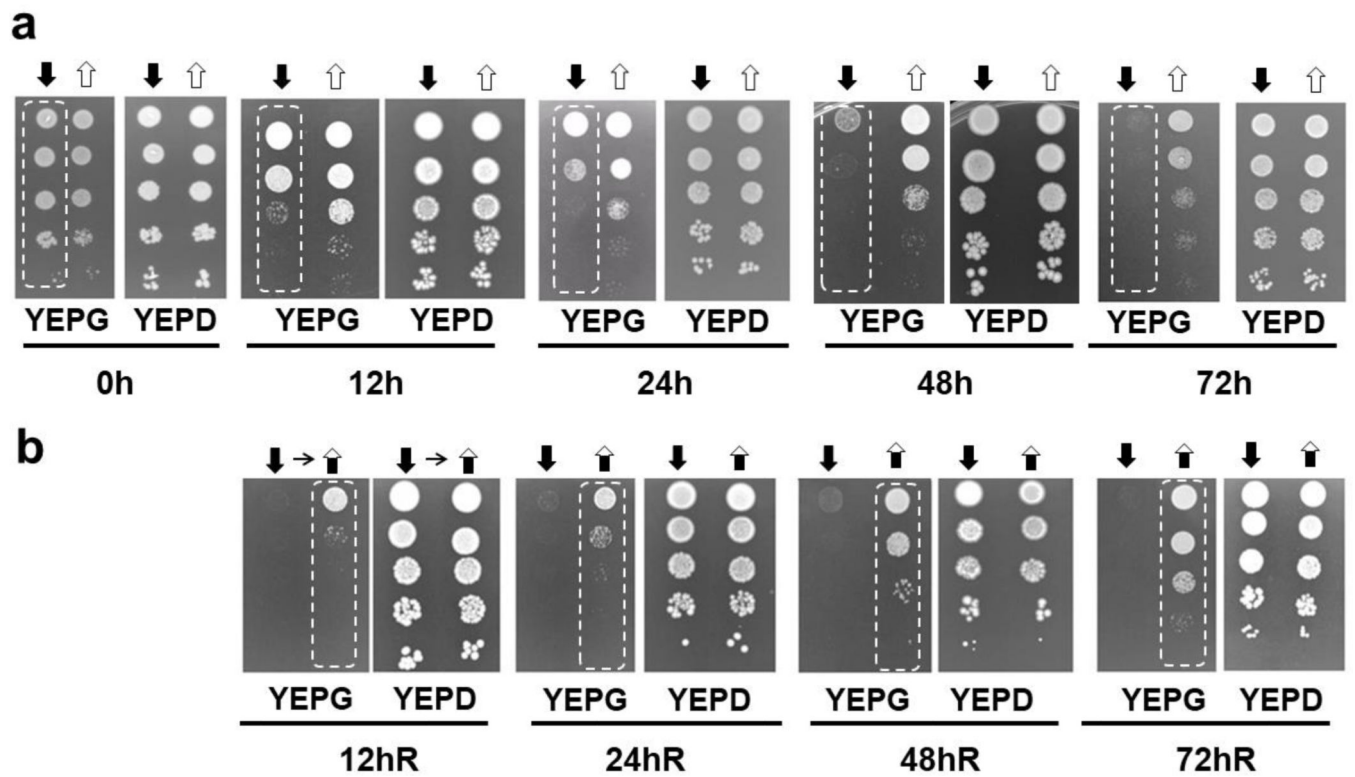 a
YEPG YEPD YEPG YEPD YEPG YEPD YEPG YEPD YEPG YEPD
0h 12h 24h 48h 72h
b
YEPG YEPD YEPG YEPD YEPG YEPD YEPG YEPD
12hR 24hR 48hR 72hR